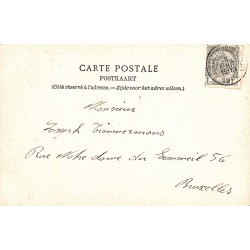 CARTE POSTALE
POSTKAART
(Côté réservé à l'adresse) — (Zijde voor het adres alleen.)
Monsieur
Joseph Timmermans
Rue Notre dame du Sommeil 56
Bruxelles